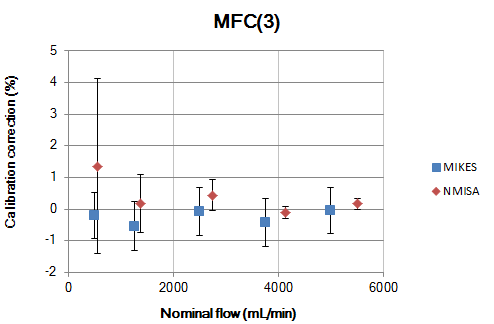 MFC(3)
Calibration correction (%)
5
4
3
2
1
0
-1
-2
0 2000 4000 6000
Nominal flow (mL/min)
MIKES
NMISA